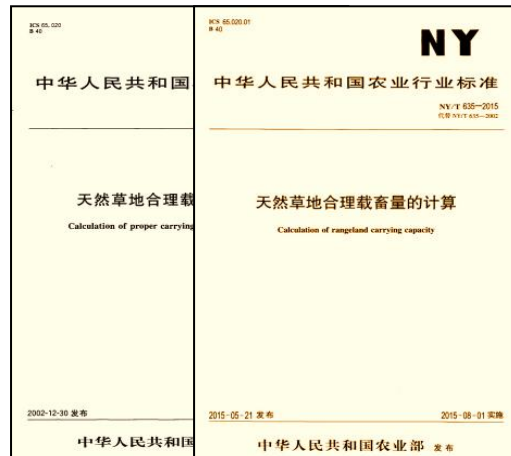 ICS 65.020
B 40
中华人民共和国
天然草地合理载
Calculation of proper carrying
2002-12-30 发布
中华人民共和国
ICS 65.020.01
B 40
NY
中华人民共和国农业行业标准
NY/T 635—2015
代替 NY/T 635—2002
天然草地合理载畜量的计算
Calculation of rangeland carrying capacity
2015-05-21 发布
2015-08-01 实施
中华人民共和国农业部 发布